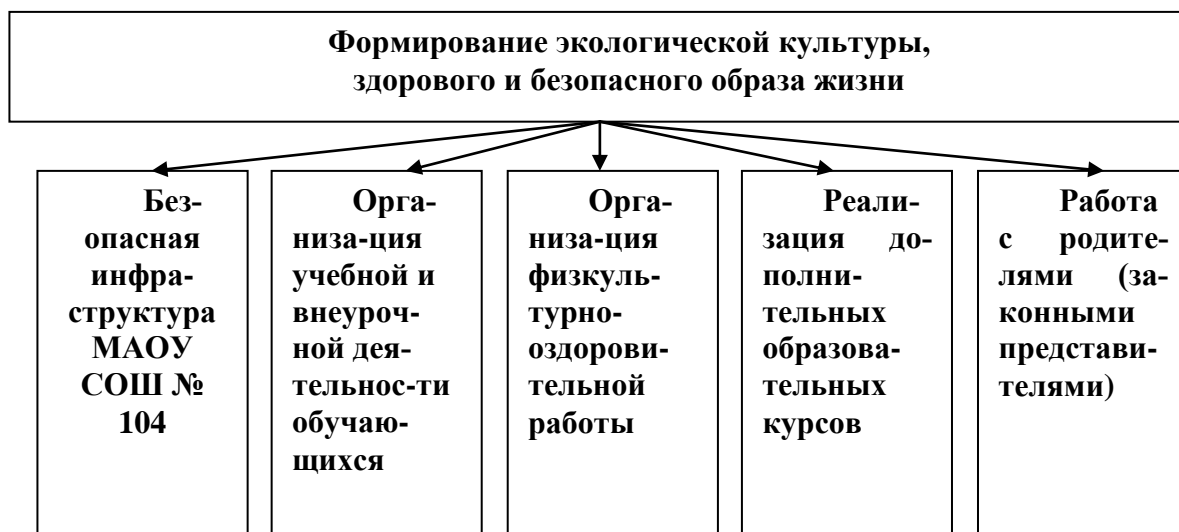 Формирование экологической культуры,
здорового и безопасного образа жизни
Без-
опасная
инфра-
структура
МАОУ
СОШ №
104
Орга-
низа-ция
учебной и
внеуроч-
ной дея-
тельнос-ти
обучаю-
щихся
Орга-
низа-ция
физкуль-
турно-
оздорови-
тельной
работы
Реали-
зация до-
полни-
тельных
образова-
тельных
курсов
Работа
с родите-
лями (за-
конными
представи-
телями)